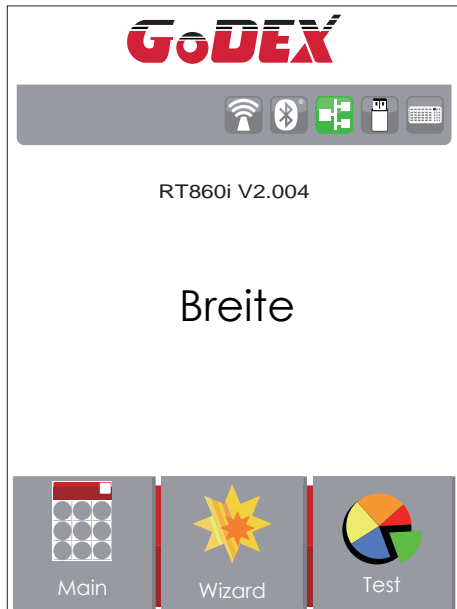 GoDEX
RT860i V2.004
Breite
Main
Wizard
Test